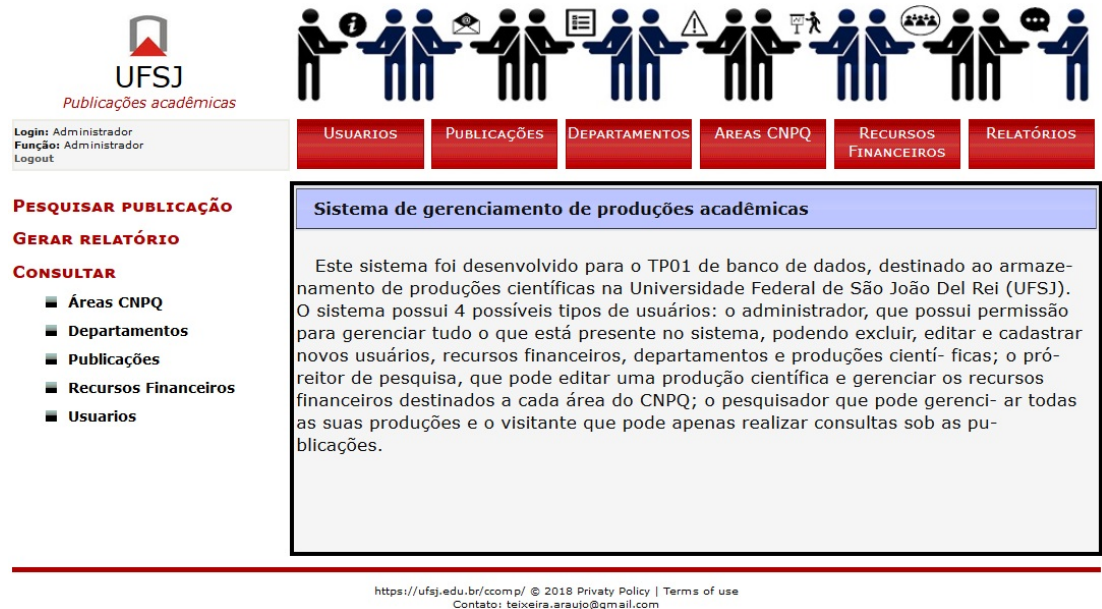 UFSJ
Publicações acadêmicas
Login: Administrador
Função: Administrador
Logout
Usuarios
Publicações
Departamentos
Areas CNPQ
Recursos
Financeiros
Relatórios
Pesquisar publicação
Gerar relatório
Consultar
Áreas CNPQ
Departamentos
Publicações
Recursos Financeiros
Usuarios
Sistema de gerenciamento de produções acadêmicas
Este sistema foi desenvolvido para o TP01 de banco de dados, destinado ao armaze-
namento de produções científicas na Universidade Federal de São João Del Rei (UFSJ).
O sistema possui 4 possíveis tipos de usuários: o administrador, que possui permissão
para gerenciar tudo o que está presente no sistema, podendo excluir, editar e cadastrar
novos usuários, recursos financeiros, departamentos e produções cientí- ficas; o pró-
reitor de pesquisa, que pode editar uma produção científica e gerenciar os recursos
financeiros destinados a cada área do CNPQ; o pesquisador que pode gerenci- ar todas
as suas produções e o visitante que pode apenas realizar consultas sob as pu-
blicações.
https://ufsj.edu.br/ccomp/ © 2018 Privaty Policy | Terms of use
Contato: teixeira.araujo@gmail.com